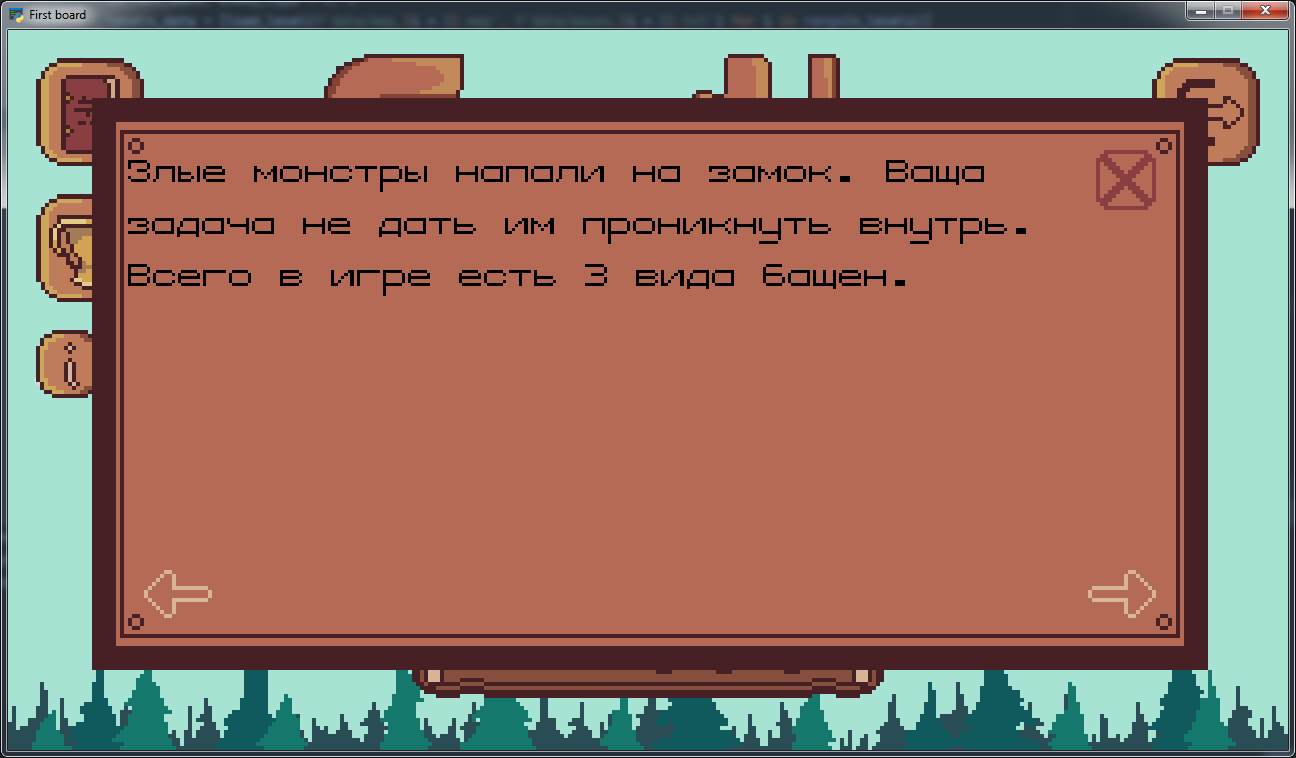 First board
Злые монстры напали на замок. Ваша
задача не дать им проникнуть внутрь.
Всего в игре есть 3 вида башен.